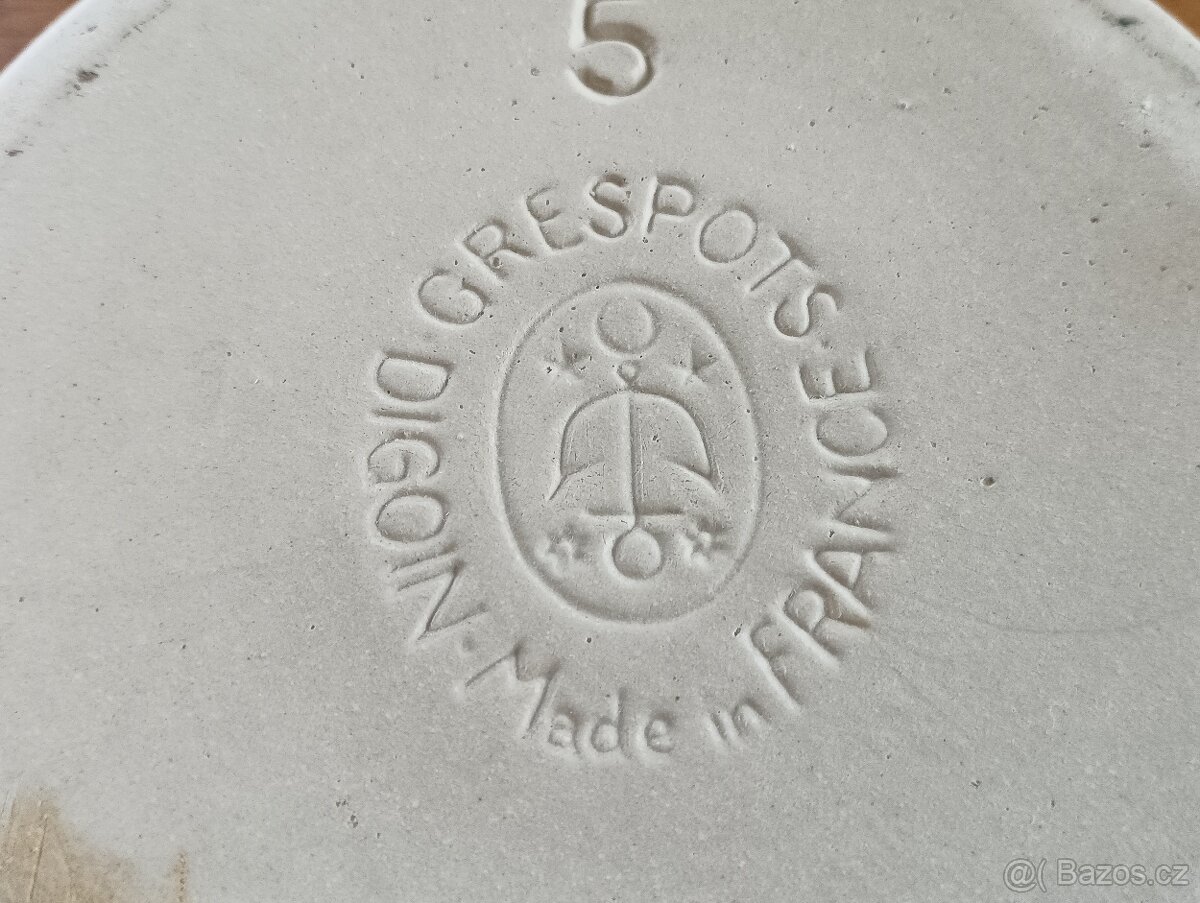 5
DIGOIN GRESPOTS
Made in FRANCE
@( Bazos.cz